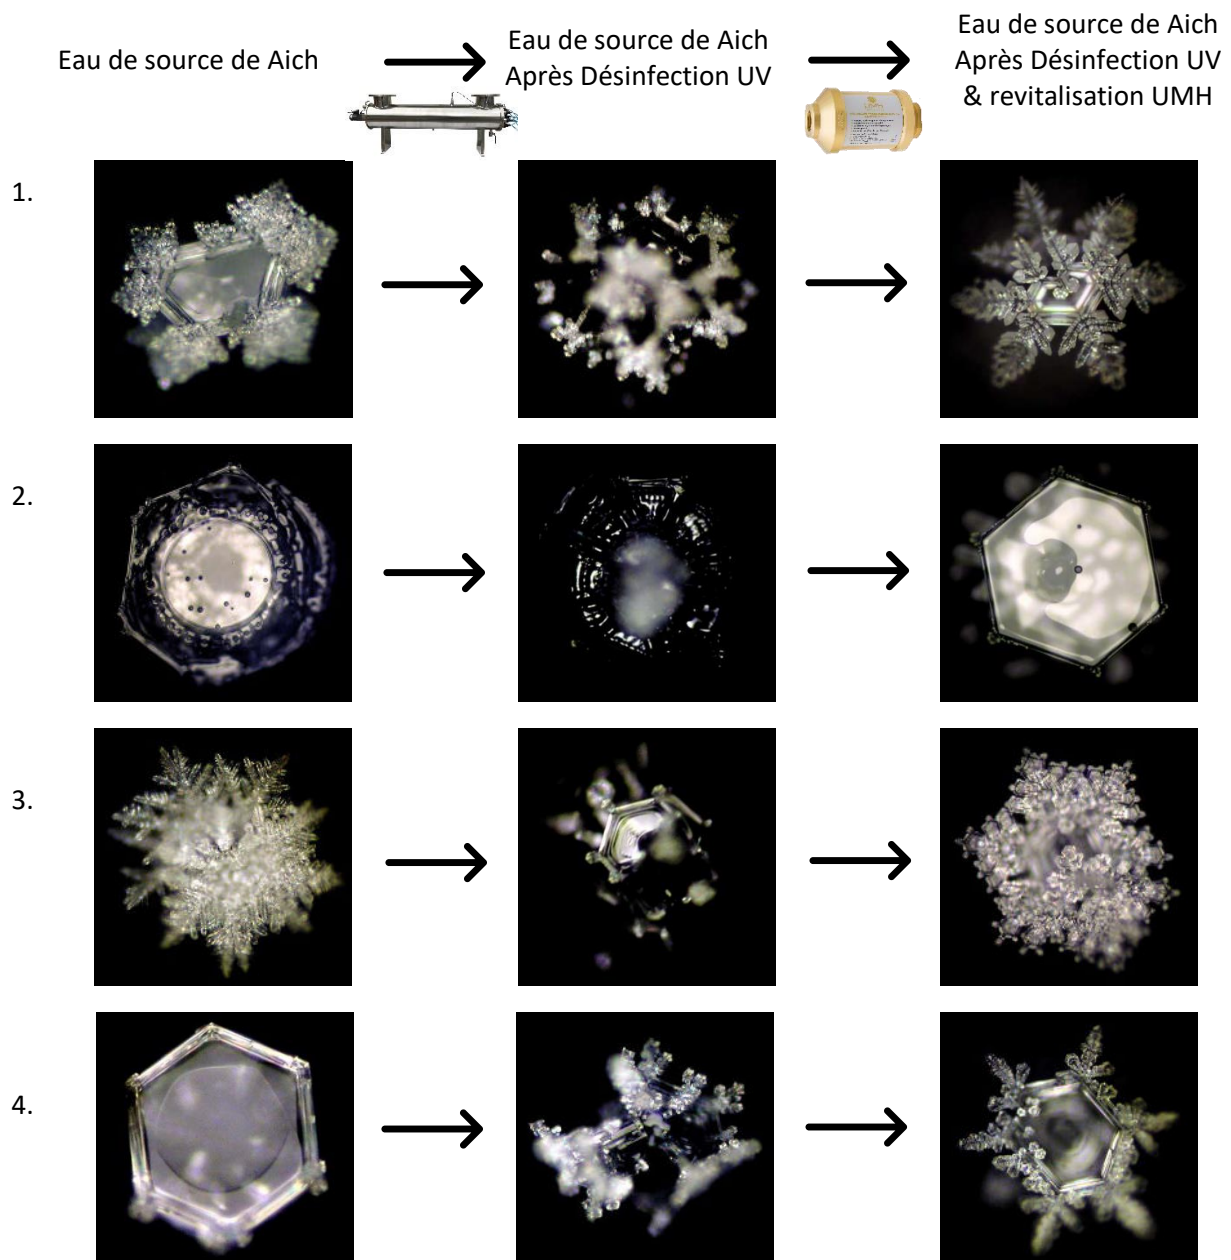 Eau de source de Aich
Eau de source de Aich
Après Désinfection UV
Eau de source de Aich
Après Désinfection UV
& revitalisation UMH
1.
2.
3.
4.